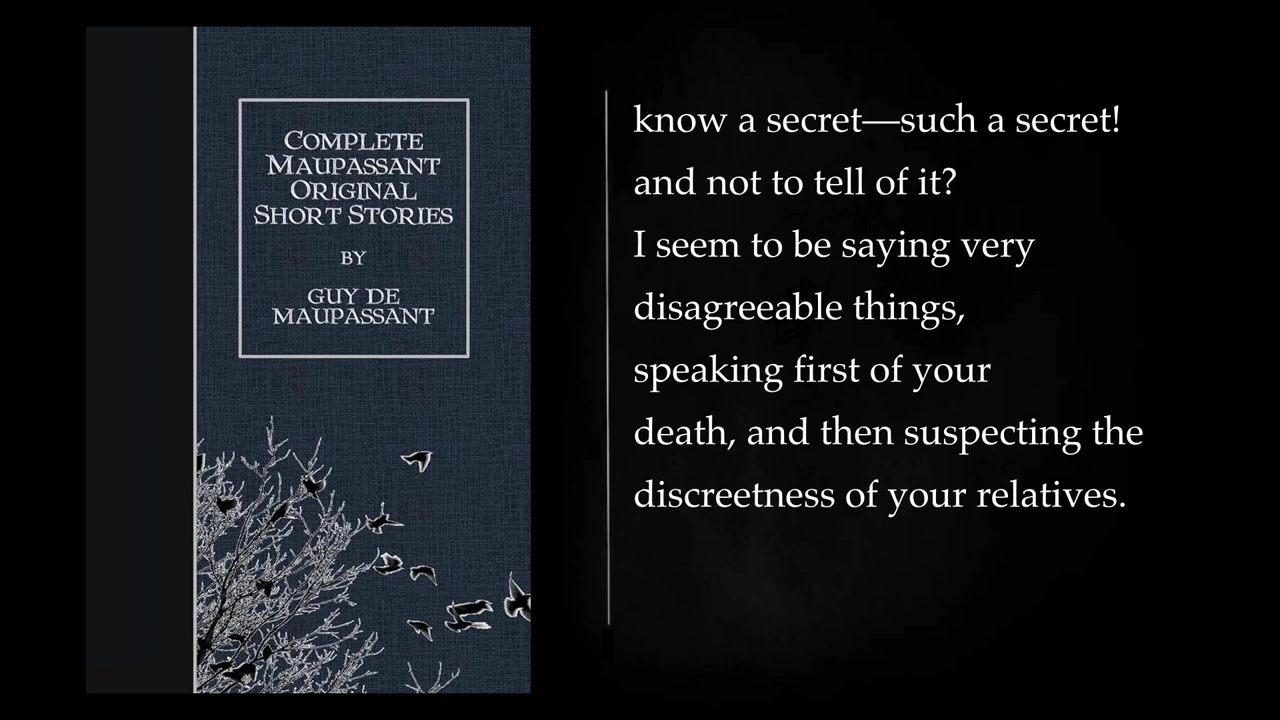 COMPLETE
MAUPASSANT
ORIGINAL
SHORT STORIES
BY
GUY DE
MAUPASSANT
know a secret—such a secret!
and not to tell of it?
I seem to be saying very
disagreeable things,
speaking first of your
death, and then suspecting the
discreetness of your relatives.